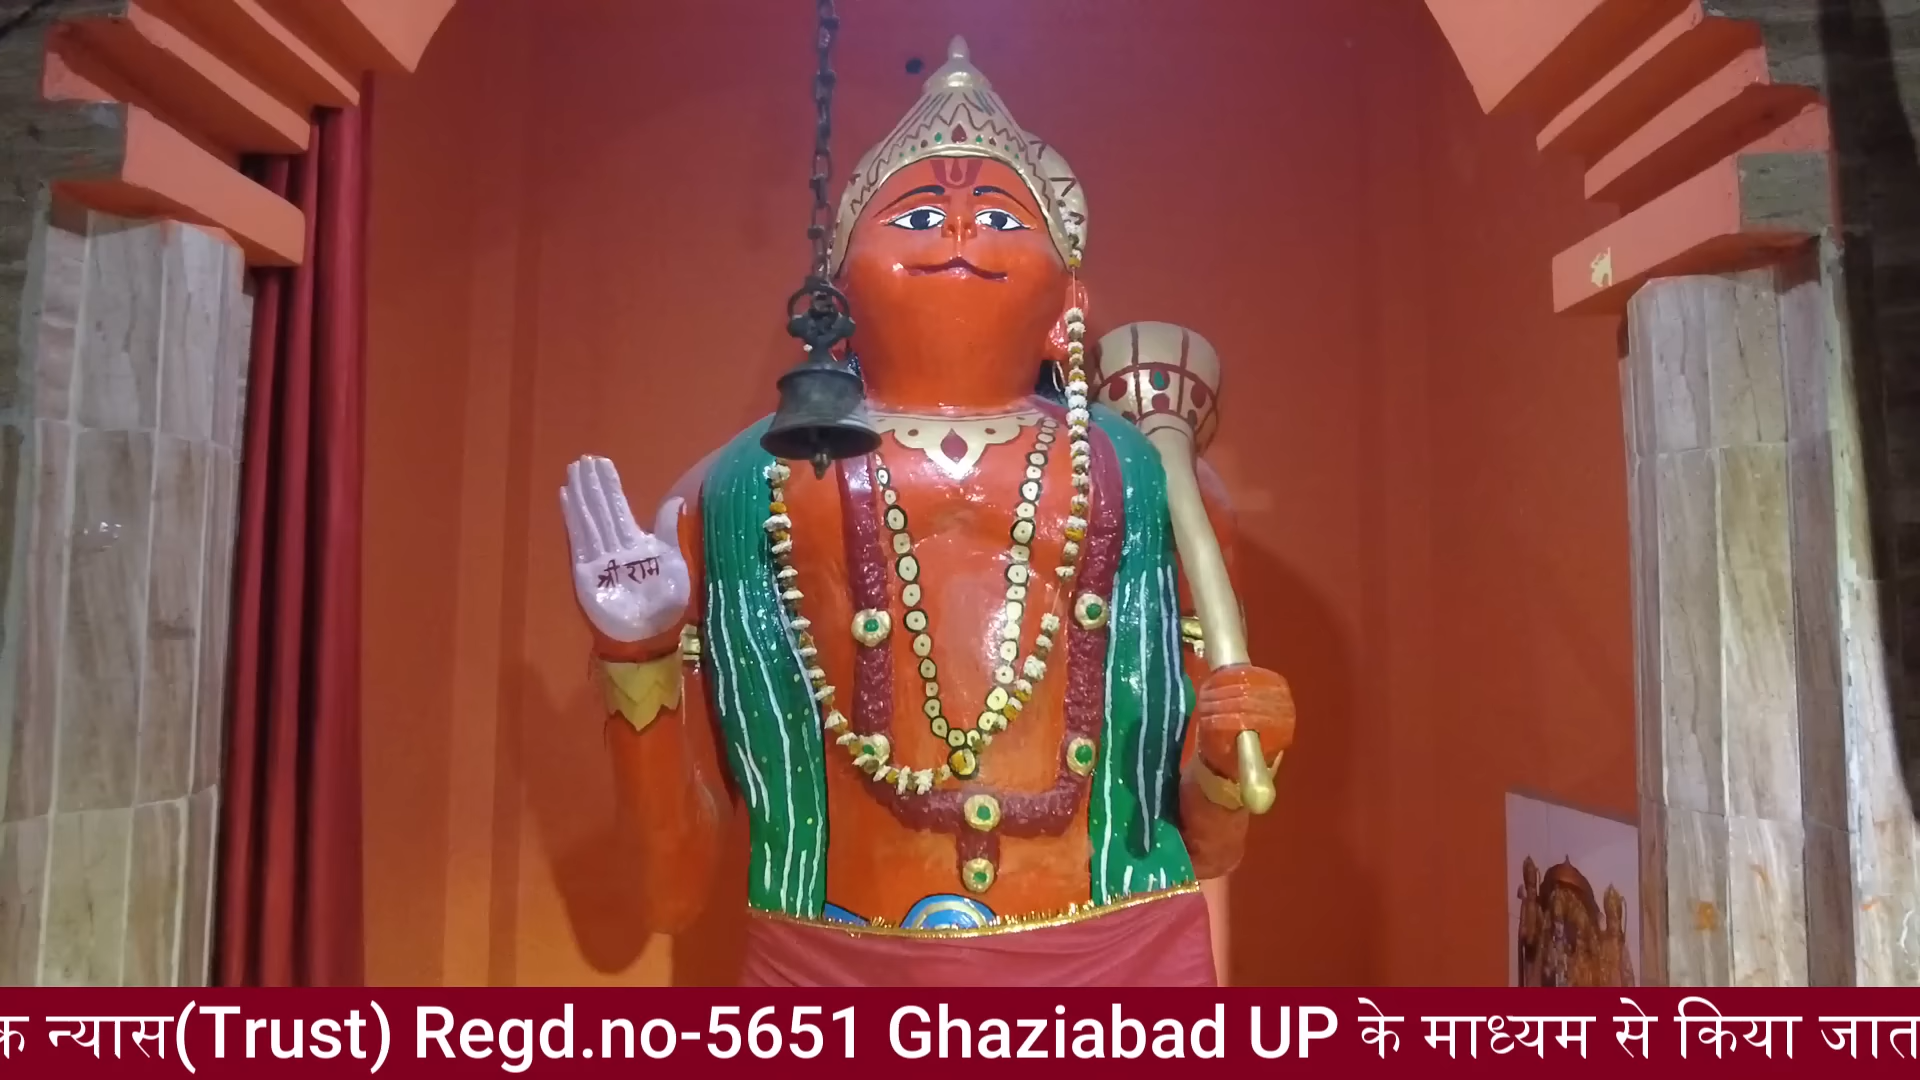 श्री राम
क न्यास(Trust) Regd.no-5651 Ghaziabad UP के माध्यम से किया जात